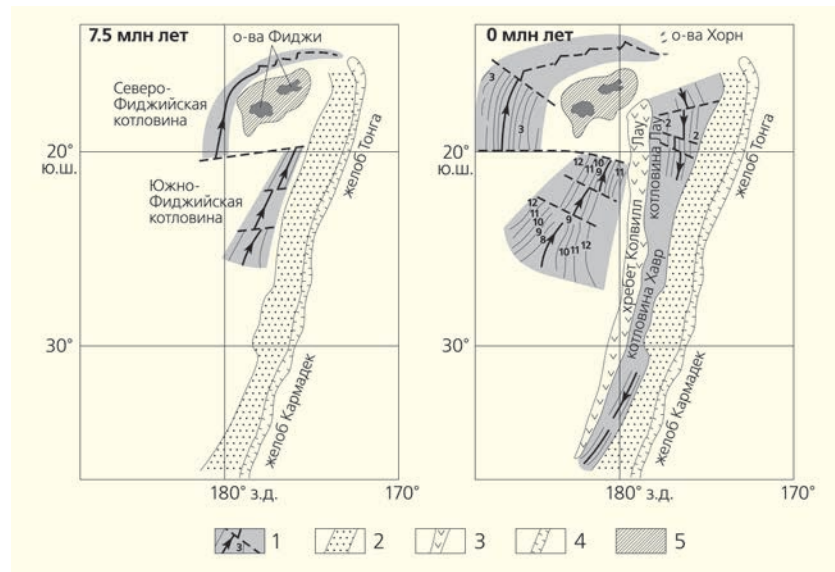 7.5 млн лет
о-ва Фиджи
Северо-
Фиджийская
котловина
20°
ю.ш.
Южно-
Фиджийская
котловина
желоб Тонга
30°
желоб Кармадек
180° з.д.
170°
0 млн лет
о-ва Хорн
3
3
2
2
Лау
котловина Лау
желоб Тонга
20°
ю.ш.
12
11
10
9
11
12
11
10
9
8
9
10
11
12
хребет Колвилл
котловина Хавр
30°
желоб Кармадек
180° з.д.
170°
3
1
2
3
4
5